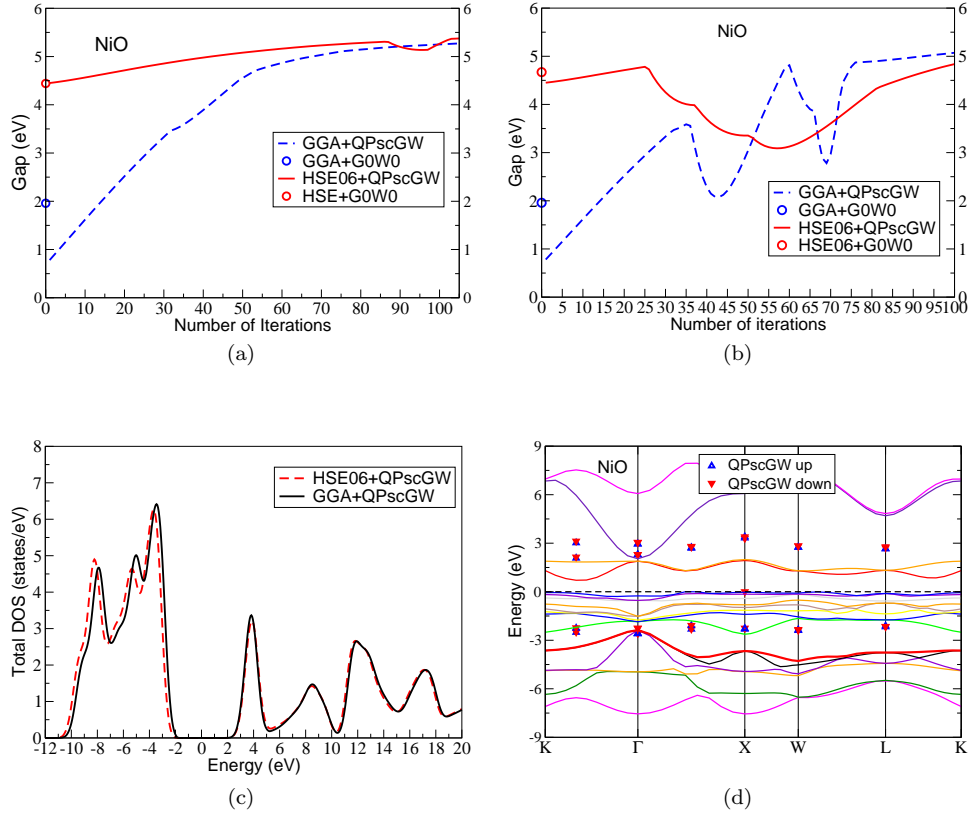 NiO
6
5
4
3
2
1
0
6
5
4
3
2
1
0
Gap (eV)
GGA+QPscGW
GGA+G0W0
HSE06+QPscGW
HSE+G0W0
0 10 20 30 40 50 60 70 80 90 100
Number of Iterations
(a)
NiO
6
5
4
3
2
1
0
6
5
4
3
2
1
0
Gap (eV)
GGA+QPscGW
GGA+G0W0
HSE06+QPscGW
HSE06+G0W0
0 1 5 10 15 20 25 30 35 40 45 50 55 60 65 70 75 80 85 90 95 100
Number of iterations
(b)
8
7
6
5
4
3
2
1
0
Total DOS (states/eV)
HSE06+QPscGW
GGA+QPscGW
-12 -10 -8 -6 -4 -2 0 2 4 6 8 10 12 14 16 18 20
Energy (eV)
(c)
NiO
QPscGW up
QPscGW down
9
6
3
0
-3
-6
-9
Energy (eV)
K Γ X W L K
(d)